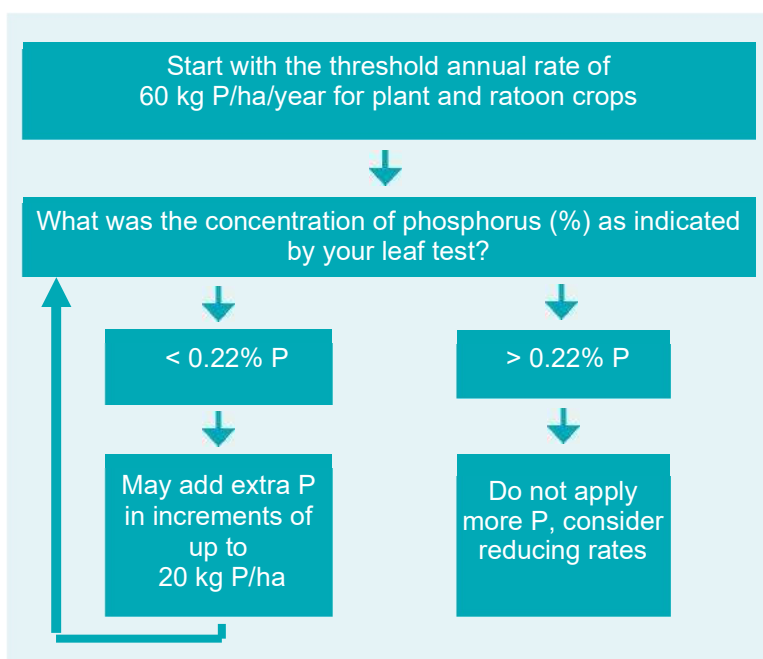 Start with the threshold annual rate of
60 kg P/ha/year for plant and ratoon crops
What was the concentration of phosphorus (%) as indicated
by your leaf test?
< 0.22% P
> 0.22% P
May add extra P
in increments of
up to
20 kg P/ha
Do not apply
more P, consider
reducing rates